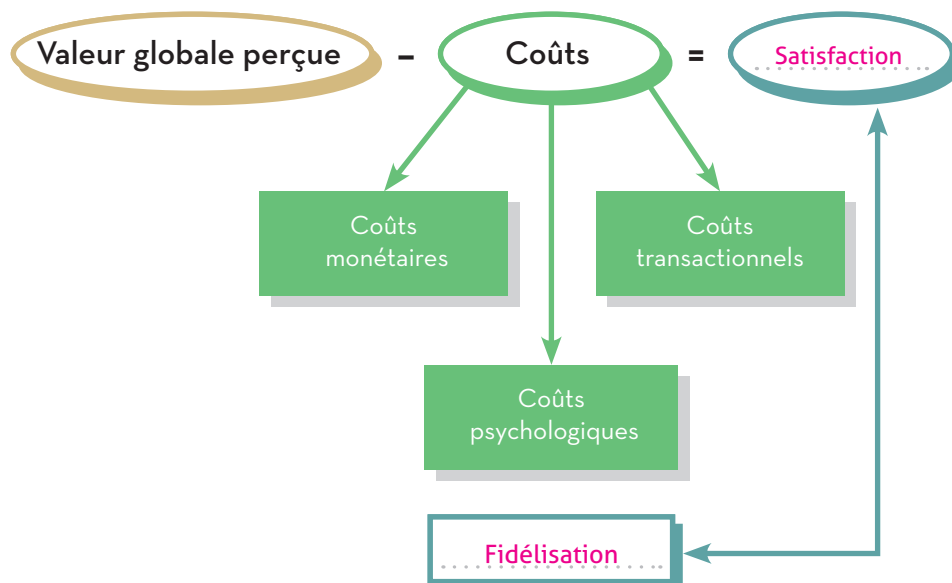 Valeur globale perçue – Coûts = Satisfaction
Coûts
monétaires
Coûts
transactionnels
Coûts
psychologiques
Fidélisation